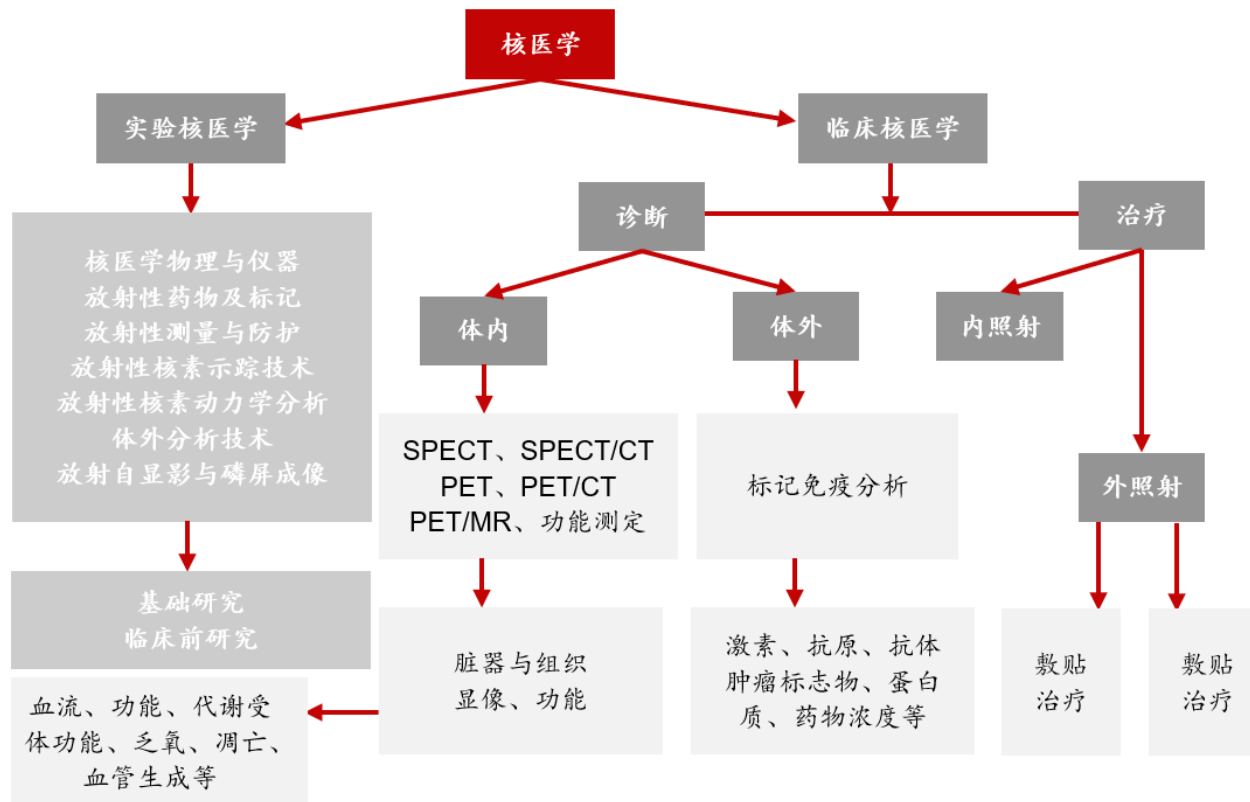 核医学
实验核医学
临床核医学
诊断
治疗
核医学物理与仪器
放射性药物及标记
放射性测量与防护
放射性核素示踪技术
放射性核素动力学分析
体外分析技术
放射自显影与磷屏成像
体内
体外
内照射
SPECT、SPECT/CT
PET、PET/CT
PET/MR、功能测定
标记免疫分析
外照射
基础研究
临床前研究
脏器与组织
显像、功能
激素、抗原、抗体
肿瘤标志物、蛋白
质、药物浓度等
敷贴
治疗
敷贴
治疗
血流、功能、代谢受
体功能、乏氧、凋亡、
血管生成等